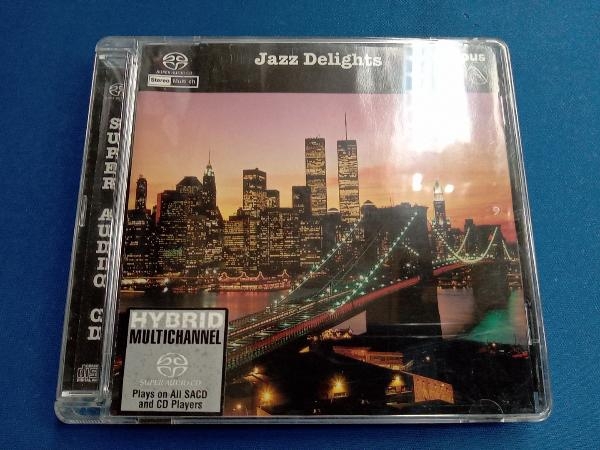 SUPER AUDIO CD
Stereo Multi-ch
Jazz Delights
SUPER AUDIO CD
HYBRID
MULTICHANNEL
SUPER AUDIO CD
Plays on All SACD
and CD Players